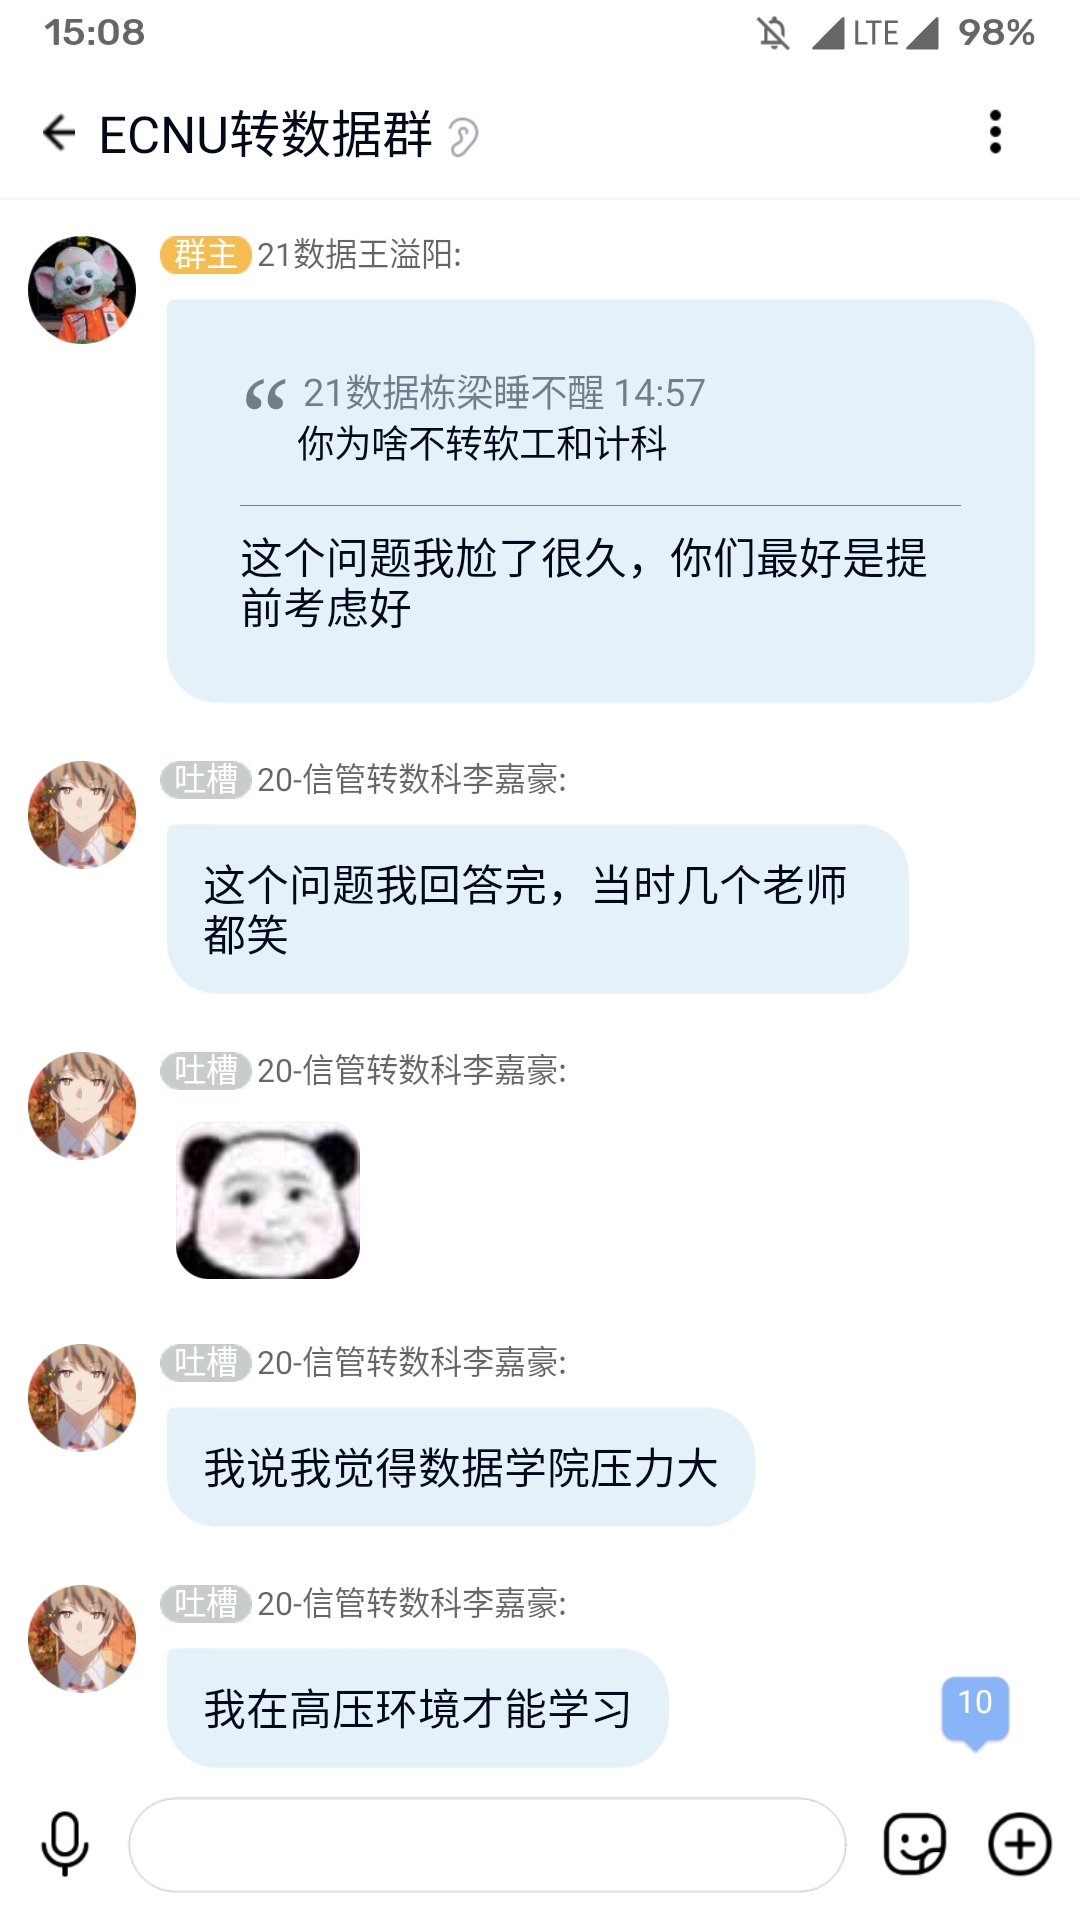 15:08
LTE 98%
ECNU转数据群
群主 21数据王溢阳:
21数据栋梁睡不醒 14:57
你为啥不转软工和计科
这个问题我尬了很久，你们最好是提
前考虑好
吐槽 20-信管转数科李嘉豪:
这个问题我回答完，当时几个老师
都笑
吐槽 20-信管转数科李嘉豪:
吐槽 20-信管转数科李嘉豪:
我说我觉得数据学院压力大
吐槽 20-信管转数科李嘉豪:
我在高压环境才能学习
10